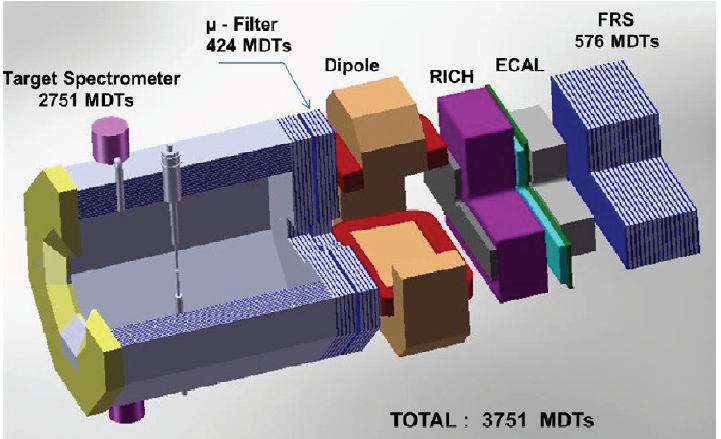 μ - Filter
424 MDTs
FRS
576 MDTs
Dipole
ECAL
RICH
Target Spectrometer
2751 MDTs
TOTAL : 3751 MDTs